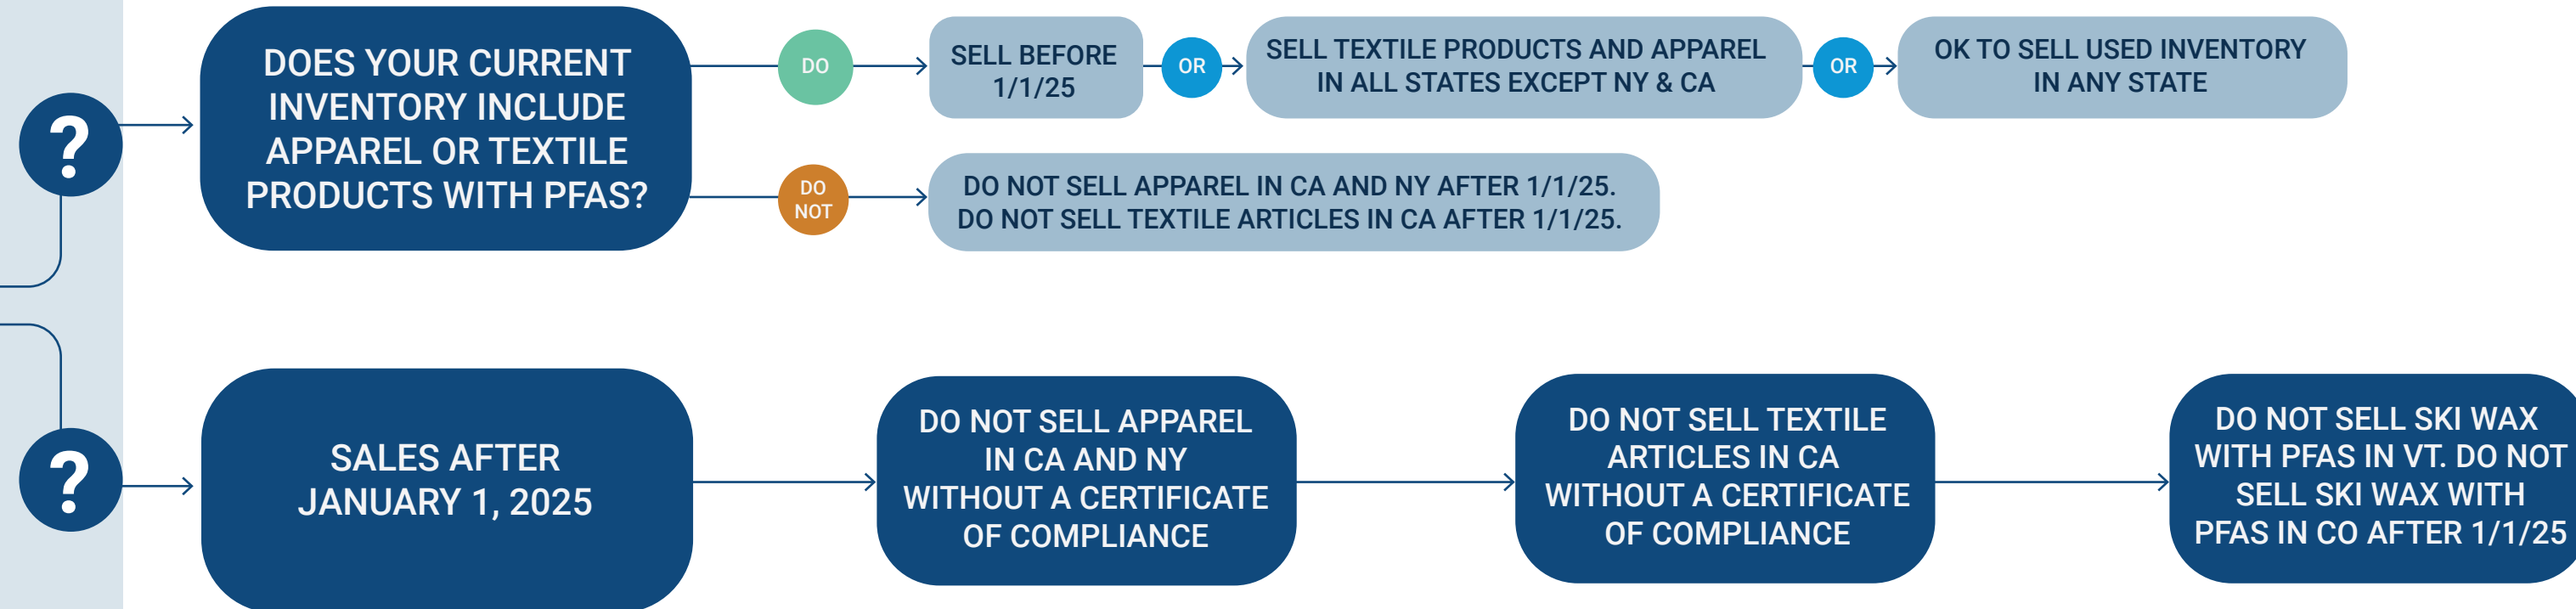 ?
DOES YOUR CURRENT
INVENTORY INCLUDE
APPAREL OR TEXTILE
PRODUCTS WITH PFAS?
DO
SELL BEFORE
1/1/25
OR
SELL TEXTILE PRODUCTS AND APPAREL
IN ALL STATES EXCEPT NY & CA
OR
OK TO SELL USED INVENTORY
IN ANY STATE
DO
NOT
DO NOT SELL APPAREL IN CA AND NY AFTER 1/1/25.
DO NOT SELL TEXTILE ARTICLES IN CA AFTER 1/1/25.
?
SALES AFTER
JANUARY 1, 2025
DO NOT SELL APPAREL
IN CA AND NY
WITHOUT A CERTIFICATE
OF COMPLIANCE
DO NOT SELL TEXTILE
ARTICLES IN CA
WITHOUT A CERTIFICATE
OF COMPLIANCE
DO NOT SELL SKI WAX
WITH PFAS IN VT. DO NOT
SELL SKI WAX WITH
PFAS IN CO AFTER 1/1/25